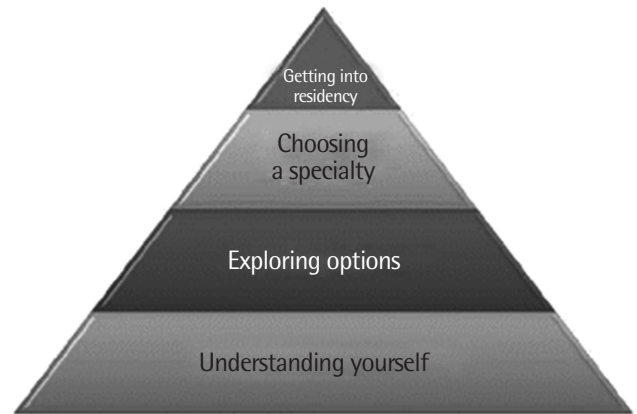 Getting into
residency
Choosing
a specialty
Exploring options
Understanding yourself